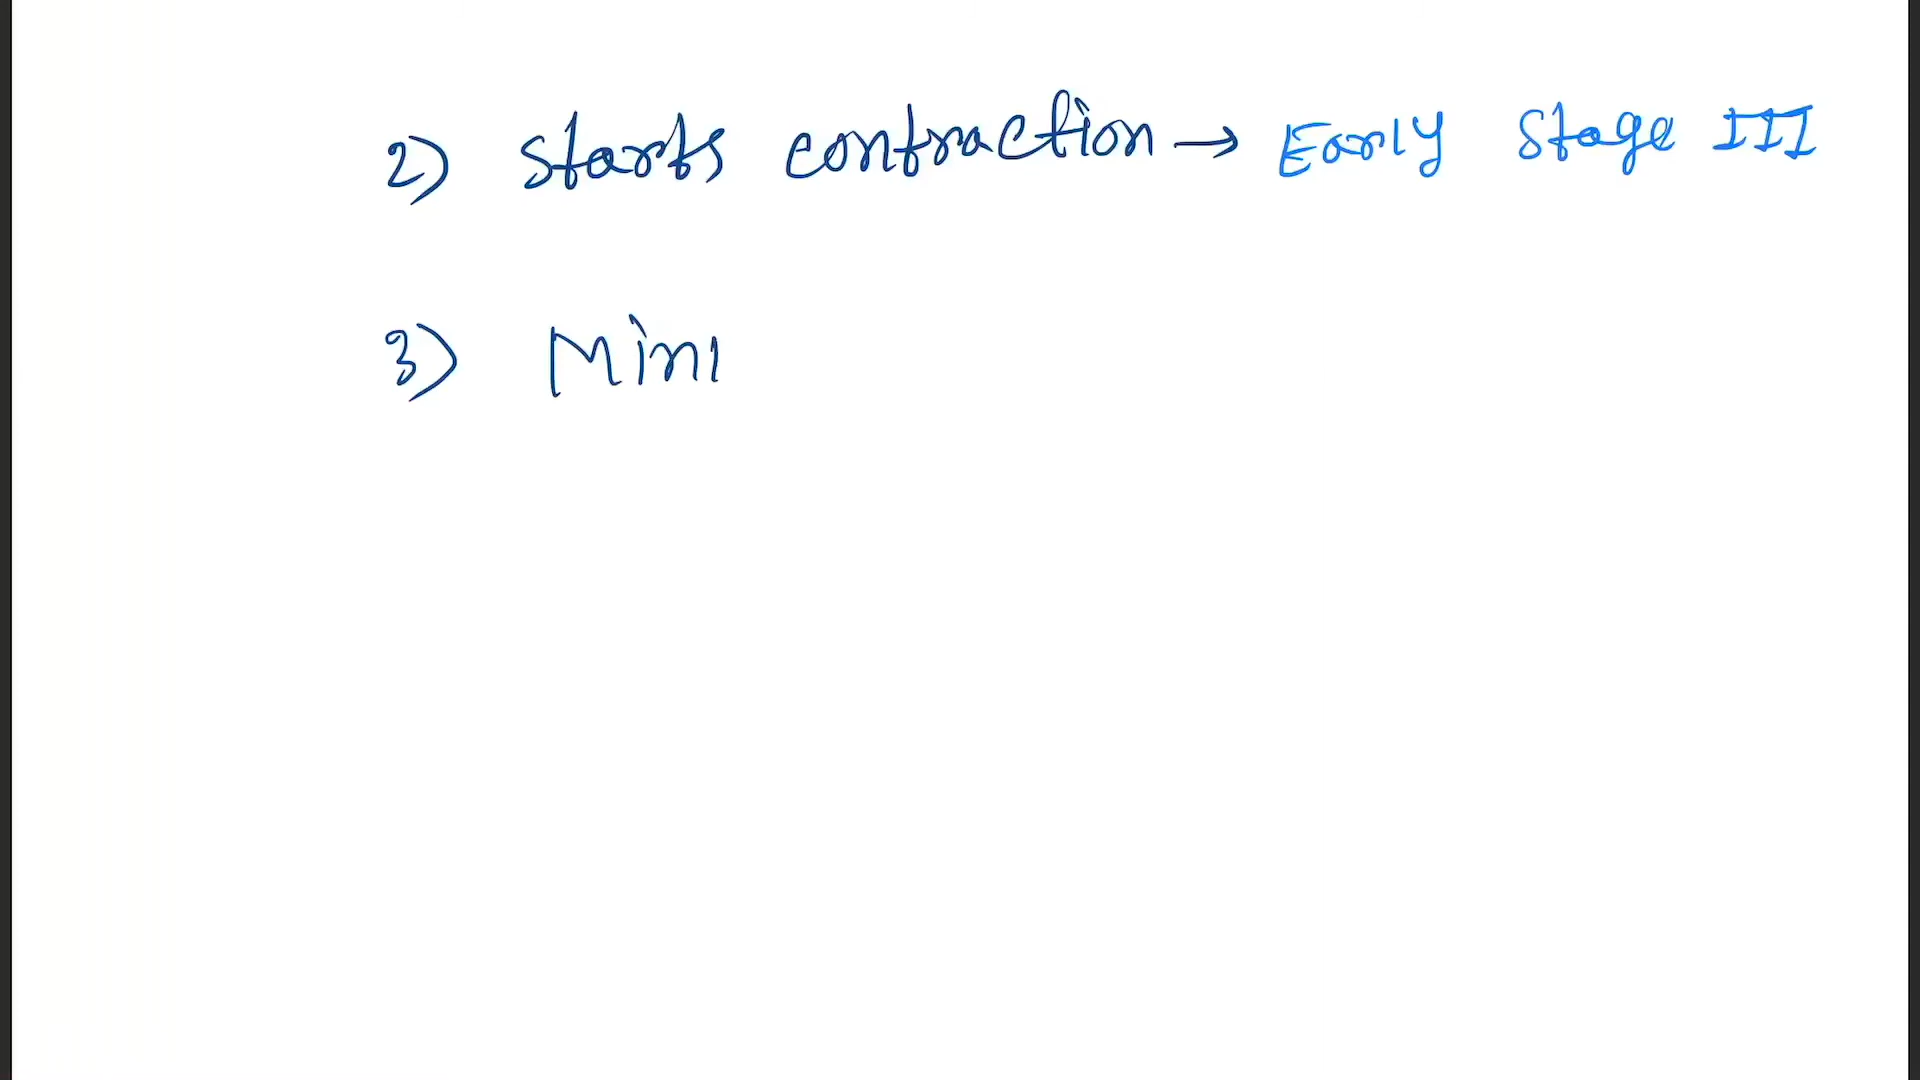 2) Starts contraction → Early Stage III
3) Mini